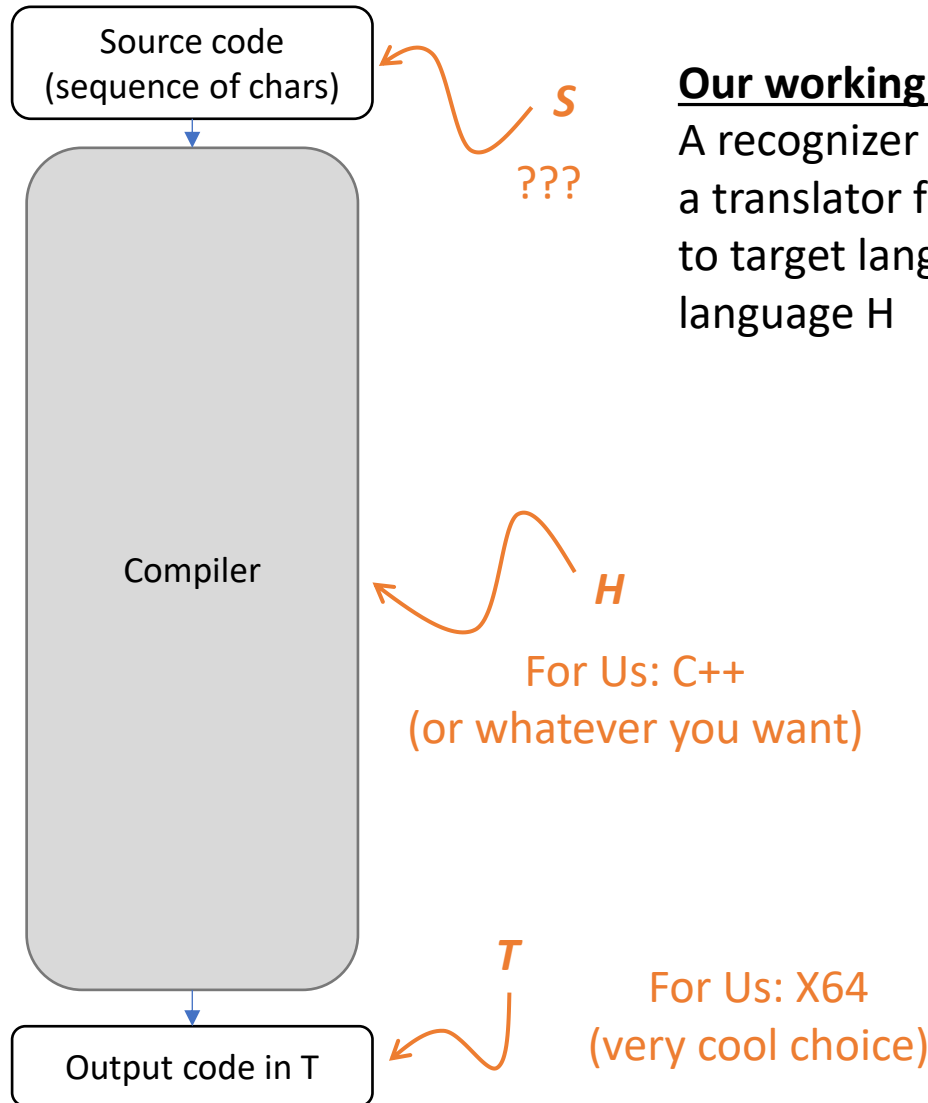 Source code
(sequence of chars)
S
???
Our working
A recognizer
a translator f
to target lang
language H
Compiler
H
For Us: C++
(or whatever you want)
T
For Us: X64
(very cool choice)
Output code in T